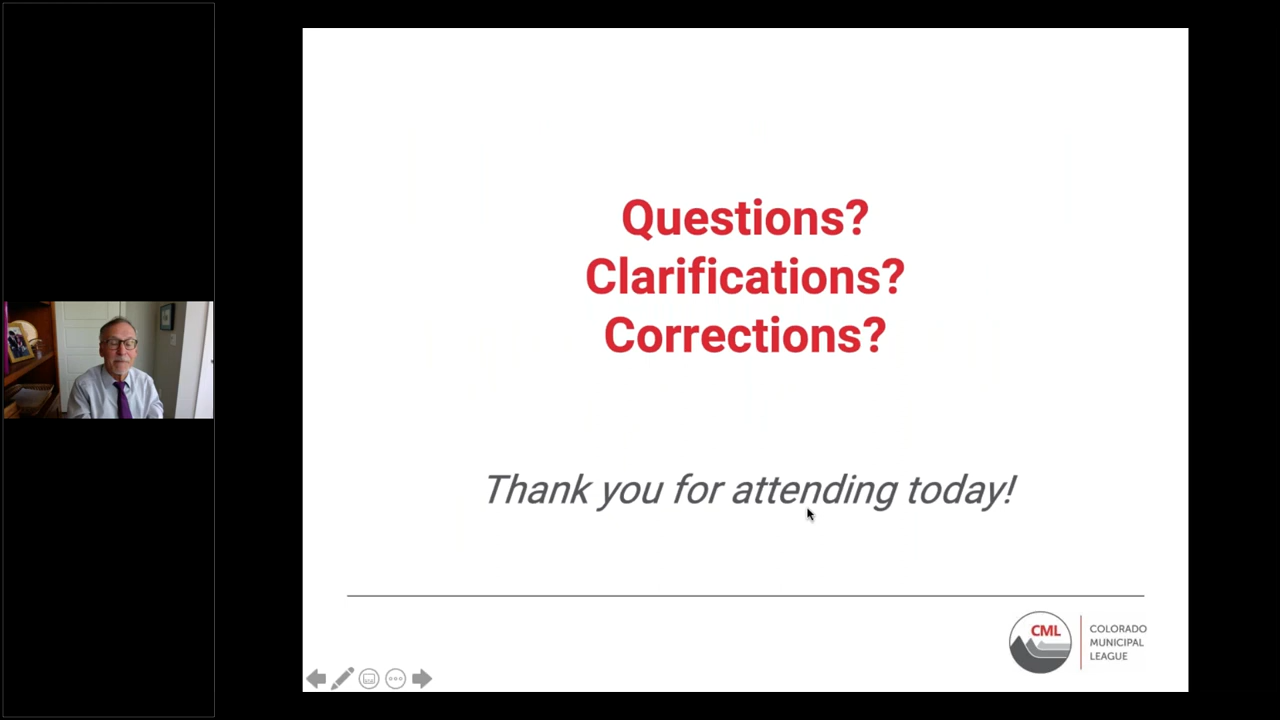 Questions?
Clarifications?
Corrections?
Thank you for attending today!
CML
COLORADO
MUNICIPAL
LEAGUE